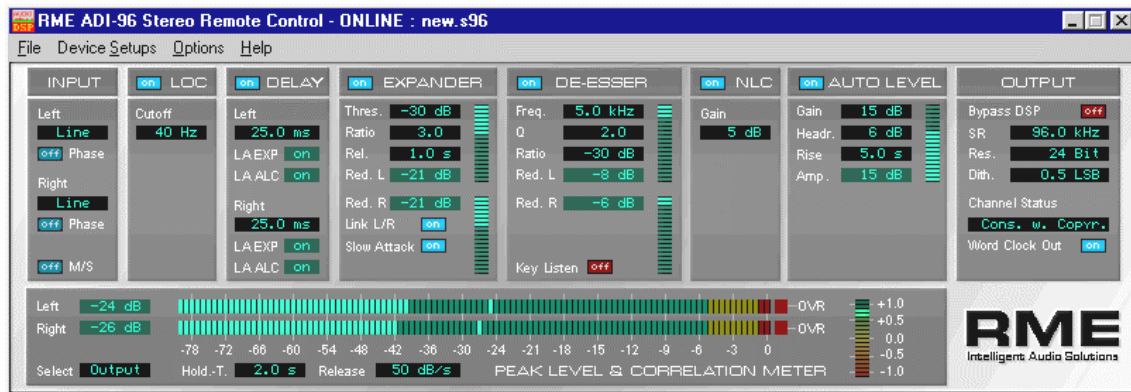 RME ADI-96 Stereo Remote Control - ONLINE : new.s96
File Device Setups Options Help
INPUT
Left
Line
off Phase
Right
Line
off Phase
off M/S
on LOC
Cutoff
40 Hz
on DELAY
Left
25.0 ms
LA EXP on
LA ALC on
Right
25.0 ms
LA EXP on
LA ALC on
on EXPANDER
Thres. -30 dB
Ratio 3.0
Rel. 1.0 s
Red. L -21 dB
Red. R -21 dB
Link L/R on
Slow Attack on
on DE-ESSER
Freq. 5.0 kHz
Q 2.0
Ratio -30 dB
Red. L -8 dB
Red. R -6 dB
Key Listen off
on NLC
Gain
5 dB
on AUTO LEVEL
Gain 15 dB
Headr. 6 dB
Rise 5.0 s
Amp. 15 dB
OUTPUT
Bypass DSP off
SR 96.0 kHz
Res. 24 Bit
Dith. 0.5 LSB
Channel Status
Cons. w. Copyr.
Word Clock Out on
Left -24 dB OVR
Right -26 dB OVR
-78 -72 -66 -60 -54 -48 -42 -36 -30 -24 -21 -18 -15 -12 -9 -6 -3 0
Select Output Hold.-T. 2.0 s Release 50 dB/s PEAK LEVEL & CORRELATION METER
+1.0
+0.5
0.0
-0.5
-1.0
RME
Intelligent Audio Solutions